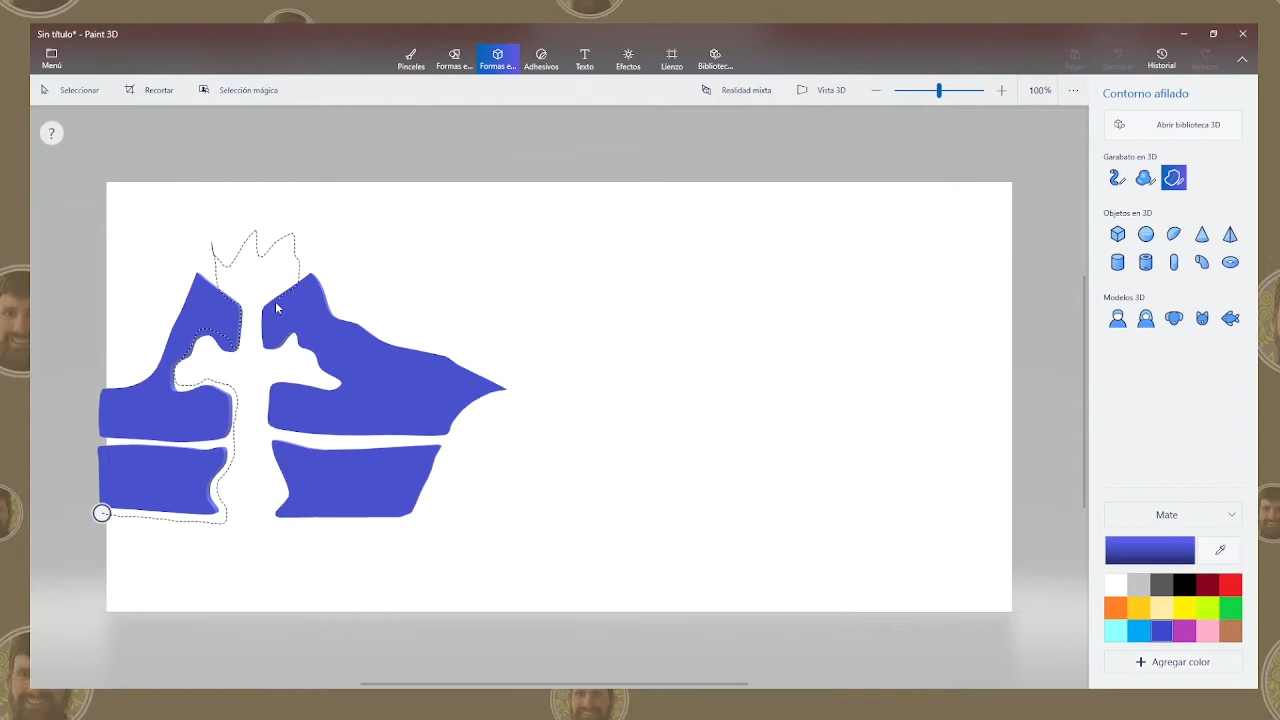 Sin título* - Paint 3D
Menú
Pinceles
Formas e...
Formas e...
Adhesivos
Texto
Efectos
Lienzo
Bibliotec...
Pegar
Deshacer
Historial
Rehacer
Seleccionar
Recortar
Selección mágica
Realidad mixta
Vista 3D
100%
Contorno afilado
?
Abrir biblioteca 3D
Garabato en 3D
Objetos en 3D
Modelos 3D
Mate
Agregar color